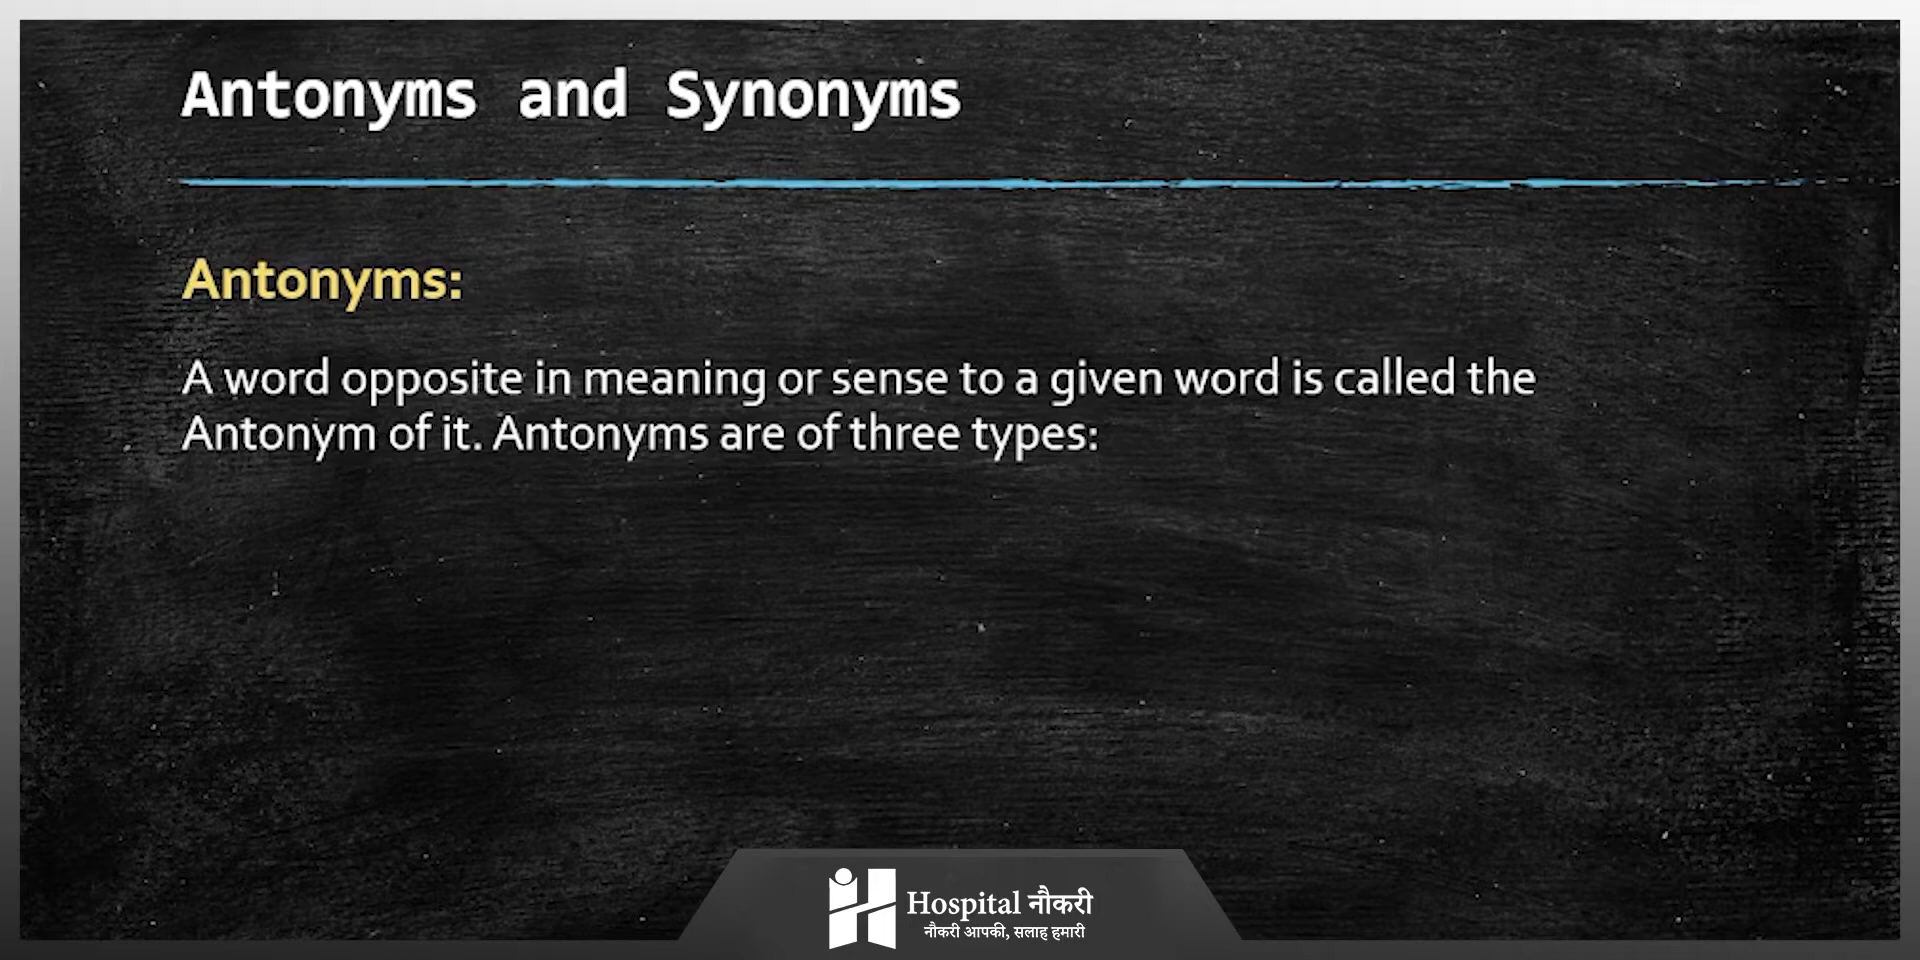 Antonyms and Synonyms
Antonyms:
A word opposite in meaning or sense to a given word is called the
Antonym of it. Antonyms are of three types:
Hospital नौकरी
नौकरी आपकी, सलाह हमारी